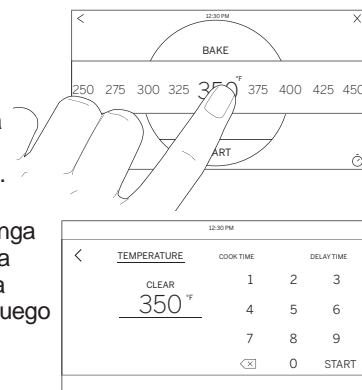 <
12:30 PM
X
BAKE
250 275 300 325 350°F 375 400 425 450
a
.
12:30 PM
nga
a
a
uego
<
TEMPERATURE COOK TIME DELAY TIME
CLEAR
350 °F
1 2 3
4 5 6
7 8 9
0 START